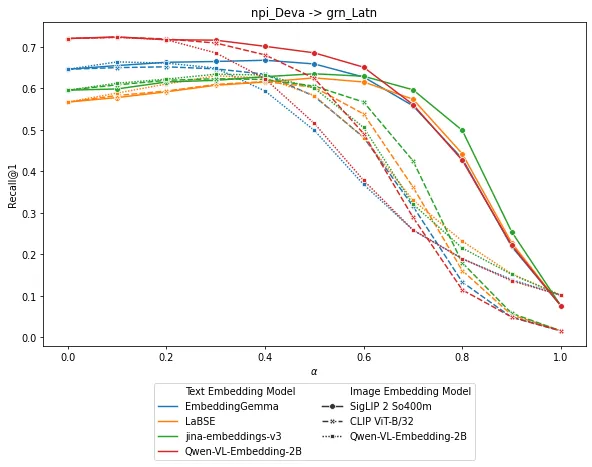 npi_Deva -> grn_Latn
Recall@1
0.7
0.6
0.5
0.4
0.3
0.2
0.1
0.0
0.0 0.2 0.4 0.6 0.8 1.0
α
Text Embedding Model
EmbeddingGemma
LaBSE
jina-embeddings-v3
Qwen-VL-Embedding-2B
Image Embedding Model
SigLIP 2 So400m
CLIP ViT-B/32
Qwen-VL-Embedding-2B